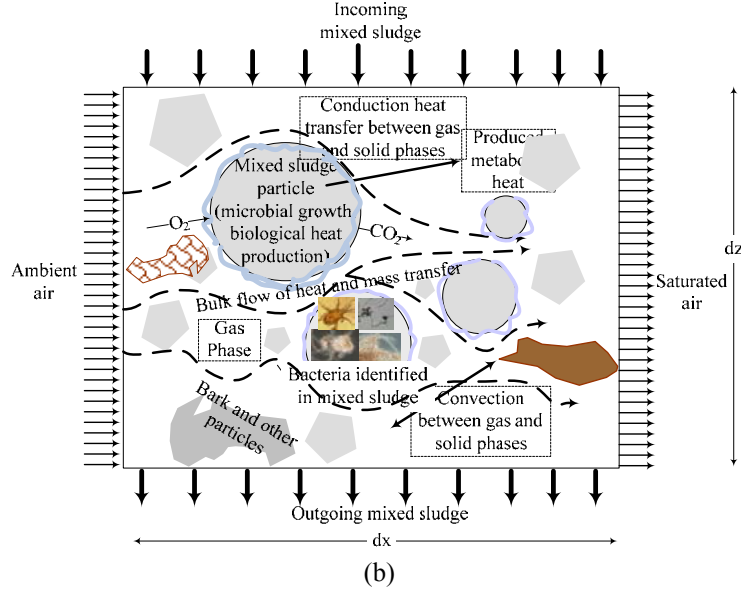 Incoming
mixed sludge
Conduction heat
transfer between gas
and solid phases
Produced
heat
Mixed sludge
particle
(microbial growth
biological heat
production)
O2
CO2
dz
Ambient
air
Saturated
air
Bulk flow of heat and mass transfer
Gas
Phase
Bacteria identified
in mixed sludge
Convection
between gas and
solid phases
Bark and other
particles
Outgoing mixed sludge
dx
(b)